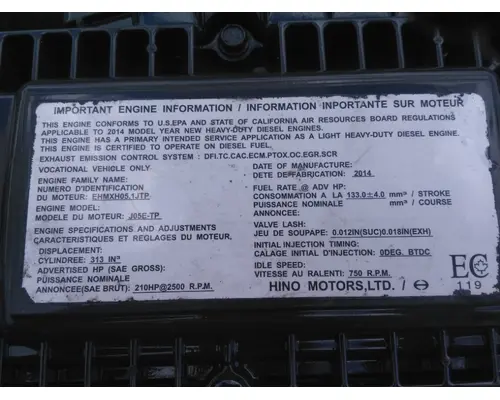 IMPORTANT ENGINE INFORMATION / INFORMATION INPORTANTE SUR MOTEUR
THIS ENGINE CONFORMS TO U.S.EPA AND STATE OF CALIFORNIA AIR RESOURCES BOARD REGULATIONS
APPLICABLE TO 2014 MODEL YEAR NEW HEAVY-DUTY DIESEL ENGINES.
THIS ENGINE HAS A PRIMARY INTENDED SERVICE APPLICATION AS A LIGHT HEAVY-DUTY DIESEL ENGINE.
THIS ENGINE IS CERTIFIED TO OPERATE ON DIESEL FUEL.
EXHAUST EMISSION CONTROL SYSTEM : DFI.TC.CAC.ECM.PTOX.OC.EGR.SCR
VOCATIONAL VEHICLE ONLY.
ENGINE FAMILY NAME:
NUMERO D'IDENTIFICATION
DU MOTEUR: EHMXH05.1JTP
ENGINE MODEL:
MODELE DU MOTEUR: J05E-TP
ENGINE SPECIFICATIONS AND ADJUSTMENTS
CARACTERISTIQUES ET REGLAGES DU MOTEUR.
DISPLACEMENT:
CYLINDREE: 313 IN³
ADVERTISED HP (SAE GROSS):
PUISSANCE NOMINALE
ANNONCEE(SAE BRUT): 210HP@2500 R.P.M.
DATE OF MANUFACTURE:
DETE DE FABRICATION: 2014
FUEL RATE @ ADV HP:
CONSOMMATION A LA 133.0±4.0 mm³ / STROKE
PUISSANCE NOMINALE mm³ / COURSE
ANNONCEE:
VALVE LASH:
JEU DE SOUPAPE: 0.012IN(SUC)0.018IN(EXH)
INITIAL INJECTION TIMING:
CALAGE INITIAL D'INJECTION: 0DEG. BTDC
IDLE SPEED:
VITESSE AU RALENTI: 750 R.P.M.
HINO MOTORS,LTD. /
EC
119